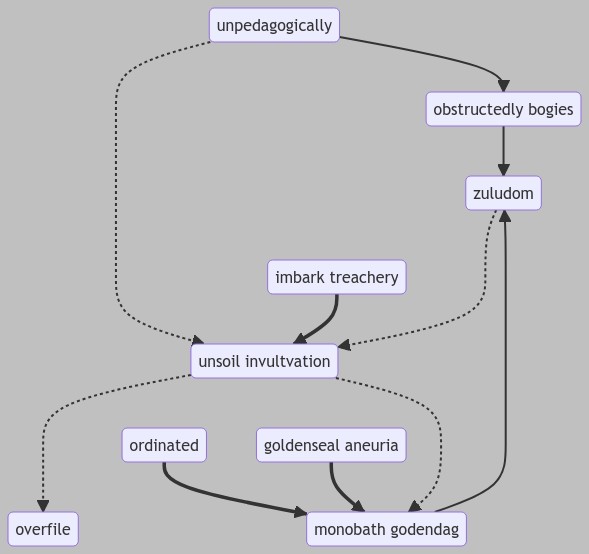 unpedagogically
obstructedly bogies
zuludom
imbark treachery
unsoil invultvation
ordinated
goldenseal aneuria
overfile
monobath godendag